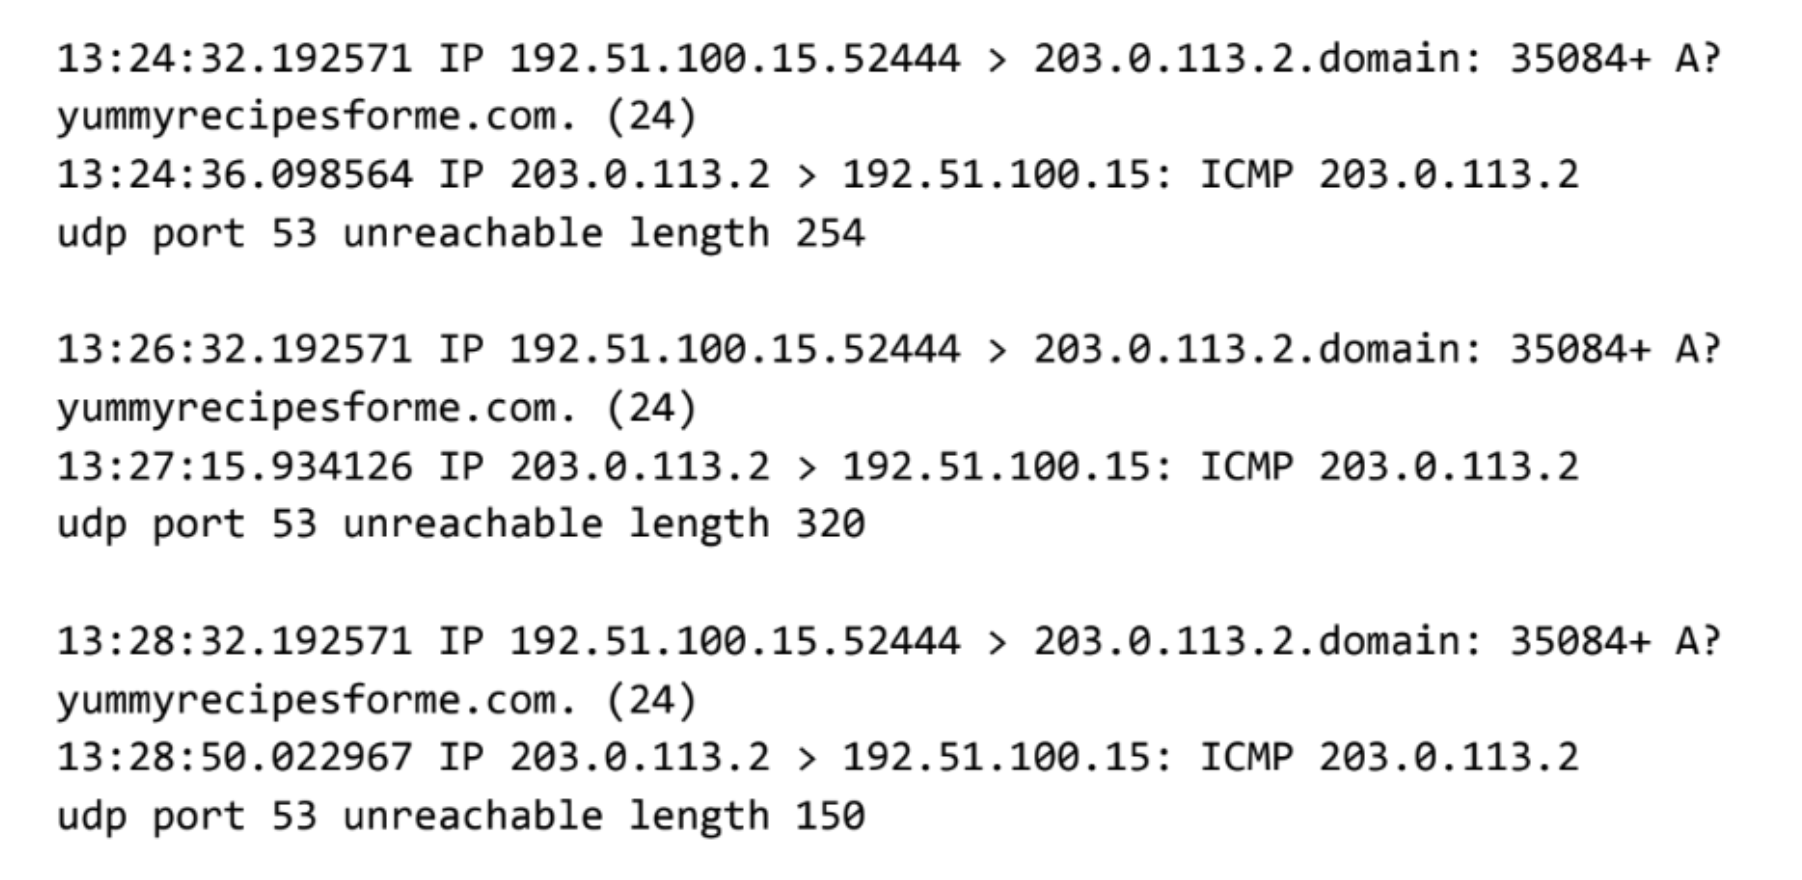 13:24:32.192571 IP 192.51.100.15.52444 > 203.0.113.2.domain: 35084+ A?
yummyrecipesforme.com. (24)
13:24:36.098564 IP 203.0.113.2 > 192.51.100.15: ICMP 203.0.113.2
udp port 53 unreachable length 254
13:26:32.192571 IP 192.51.100.15.52444 > 203.0.113.2.domain: 35084+ A?
yummyrecipesforme.com. (24)
13:27:15.934126 IP 203.0.113.2 > 192.51.100.15: ICMP 203.0.113.2
udp port 53 unreachable length 320
13:28:32.192571 IP 192.51.100.15.52444 > 203.0.113.2.domain: 35084+ A?
yummyrecipesforme.com. (24)
13:28:50.022967 IP 203.0.113.2 > 192.51.100.15: ICMP 203.0.113.2
udp port 53 unreachable length 150